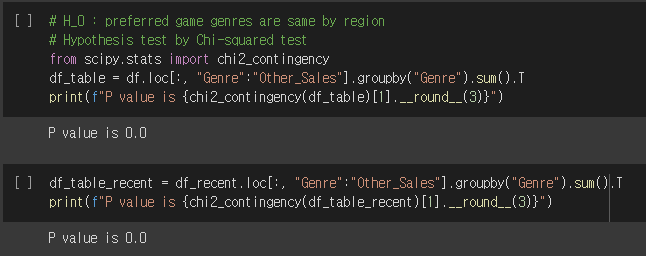 [ ] # H_0 : preferred game genres are same by region
# Hypothesis test by Chi-squared test
from scipy.stats import chi2_contingency
df_table = df.loc[:, "Genre":"Other_Sales"].groupby("Genre").sum().T
print(f"P value is {chi2_contingency(df_table)[1].__round__(3)}")
P value is 0.0
[ ] df_table_recent = df_recent.loc[:, "Genre":"Other_Sales"].groupby("Genre").sum().T
print(f"P value is {chi2_contingency(df_table_recent)[1].__round__(3)}")
P value is 0.0